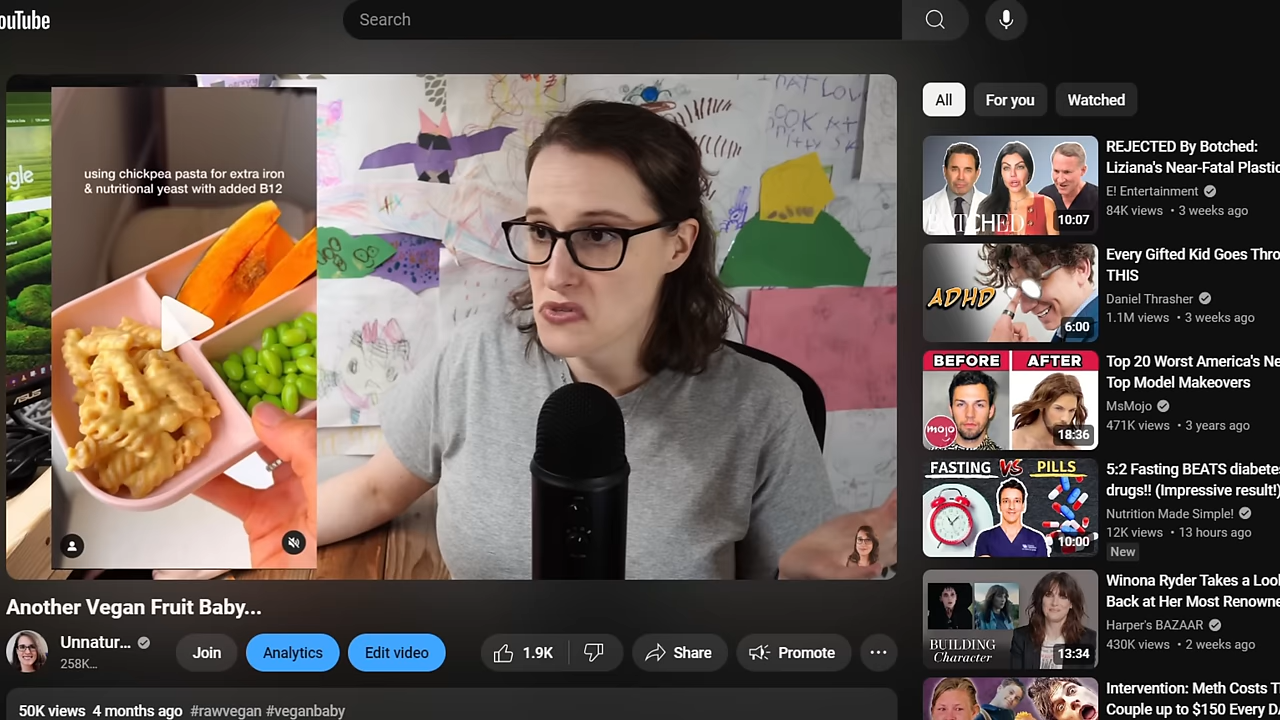 ouTube
Search
using chickpea pasta for extra iron
& nutritional yeast with added B12
gle
ASUS
All
For you
Watched
BOTCHED
10:07
REJECTED By Botched:
Liziana's Near-Fatal Plastic
E! Entertainment
84K views • 3 weeks ago
ADHD
6:00
Every Gifted Kid Goes Thro
THIS
Daniel Thrasher
1.1M views • 3 weeks ago
BEFORE AFTER
mojo
18:36
Top 20 Worst America's Ne
Top Model Makeovers
MsMojo
471K views • 3 years ago
FASTING VS PILLS
10:00
5:2 Fasting BEATS diabete
drugs!! (Impressive result!)
Nutrition Made Simple!
12K views • 13 hours ago
New
BUILDING
Character
13:34
Winona Ryder Takes a Look
Back at Her Most Renowne
Harper's BAZAAR
430K views • 2 weeks ago
Intervention: Meth Costs T
Couple up to $150 Every D
Another Vegan Fruit Baby...
Unnatur...
258K...
Join
Analytics
Edit video
1.9K
Share
Promote
50K views 4 months ago #rawvegan #veganbaby